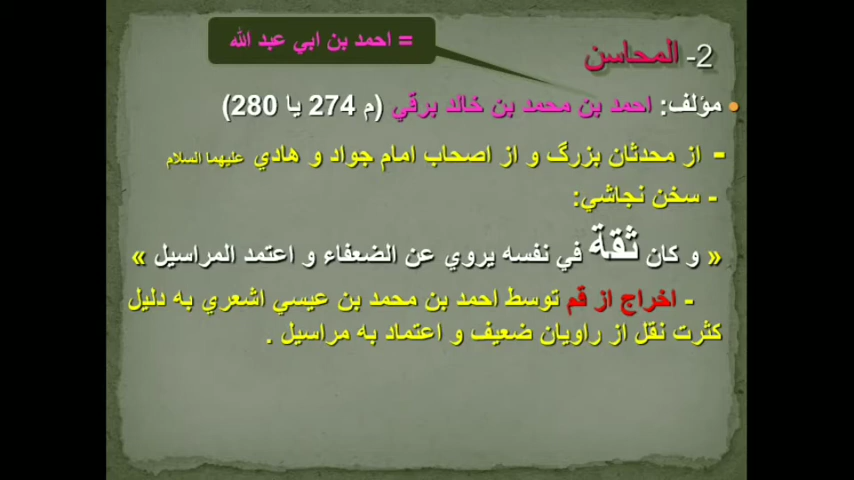 = احمد بن ابي عبد الله
2- المحاسن
• مؤلف: احمد بن محمد بن خالد برقي (م 274 يا 280)
- از محدثان بزرگ و از اصحاب امام جواد و هادي عليهما السلام
- سخن نجاشي:
« و كان ثقة في نفسه يروي عن الضعفاء و اعتمد المراسيل »
- اخراج از قم توسط احمد بن محمد بن عيسي اشعري به دليل
كثرت نقل از راويان ضعيف و اعتماد به مراسيل .